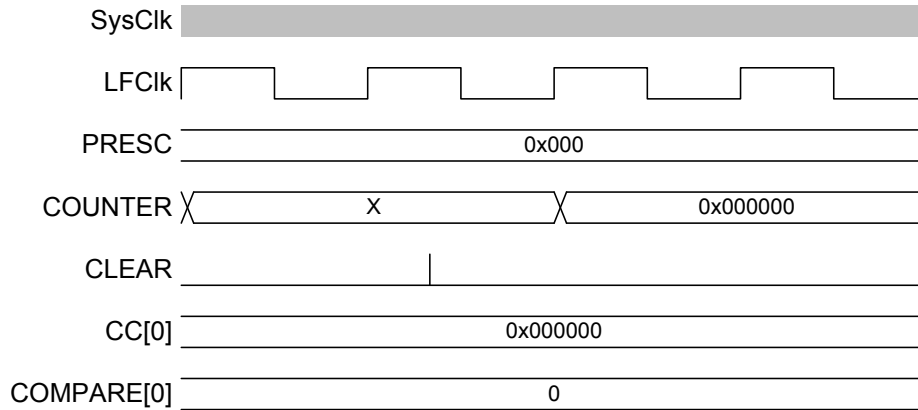 SysClk
LFClk
PRESC 0x000
COUNTER X 0x000000
CLEAR
CC[0] 0x000000
COMPARE[0] 0